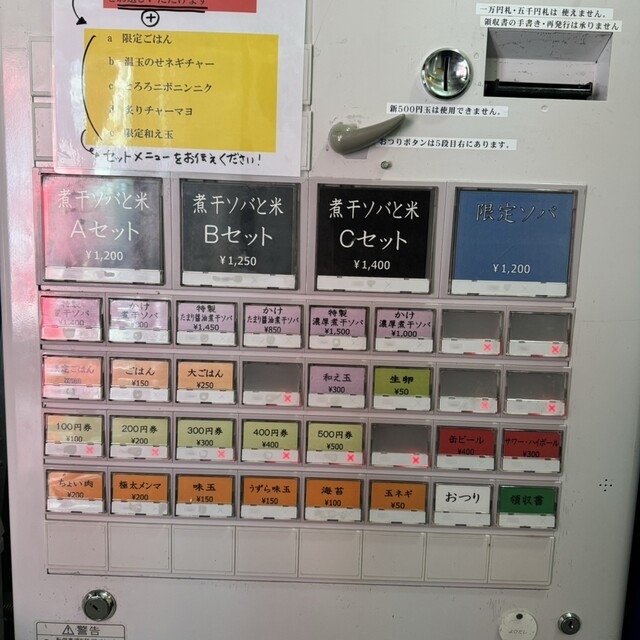 一万円札・五千円札は 使えません。
領収書の手書き・再発行は承りません
a 限定ごはん
b 黒玉のせネギチャー
c とろろニボニンニク
d 炙りチャーマヨ
e 限定和え玉
セットメニューをお伝えください!
新500円玉は使用できません。
おつりボタンは5段目右にあります。
煮干ソバと米
Aセット
¥1,200
煮干ソバと米
Bセット
¥1,250
煮干ソバと米
Cセット
¥1,400
限定ソバ
¥1,200
特製
煮干ソバ
かけ
煮干ソバ
特製
たまり醤油煮干ソバ
¥1,450
かけ
たまり醤油煮干ソバ
¥850
特製
濃厚煮干ソバ
¥1,500
かけ
濃厚煮干ソバ
¥1,000
限定ごはん
ごはん
¥150
大ごはん
¥250
和え玉
¥300
生卵
¥50
100円券
¥100
200円券
¥200
300円券
¥300
400円券
¥400
500円券
¥500
缶ビール
¥400
サワー・ハイボール
¥300
ちょい肉
¥200
極太メンマ
¥200
味玉
¥150
うずら味玉
¥150
海苔
¥100
玉ネギ
¥50
おつり
領収書
警告